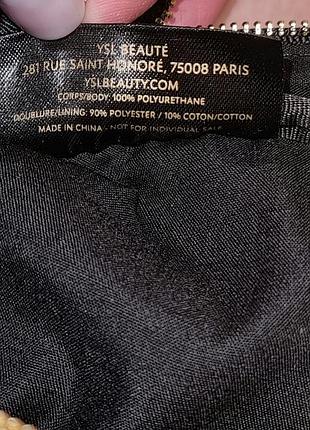 YSL BEAUTÉ
281 RUE SAINT HONORÉ, 75008 PARIS
YSLBEAUTY.COM
CORPS/BODY: 100% POLYURETHANE
DOUBLURE/LINING: 90% POLYESTER / 10% COTON/COTTON
MADE IN CHINA - NOT FOR INDIVIDUAL SALE